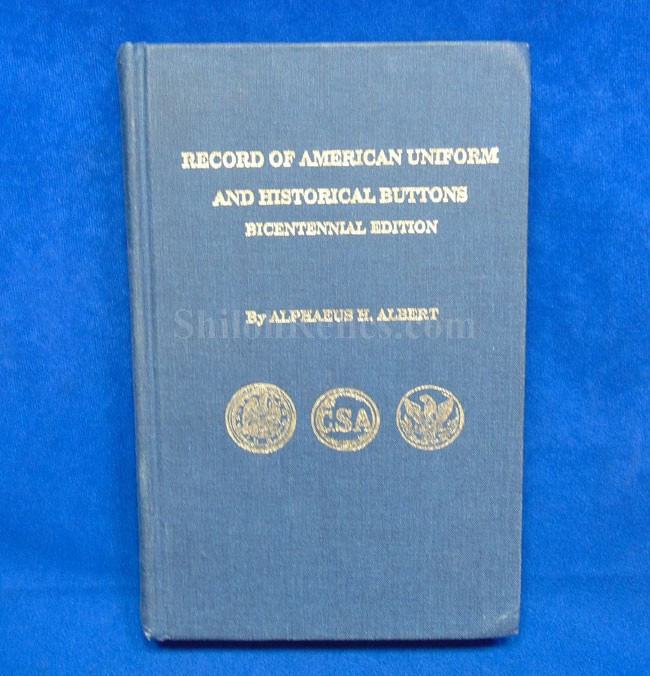 RECORD OF AMERICAN UNIFORM
AND HISTORICAL BUTTONS
BICENTENNIAL EDITION
By ALPHAEUS H. ALBERT
ShilohRelics.com
CSA